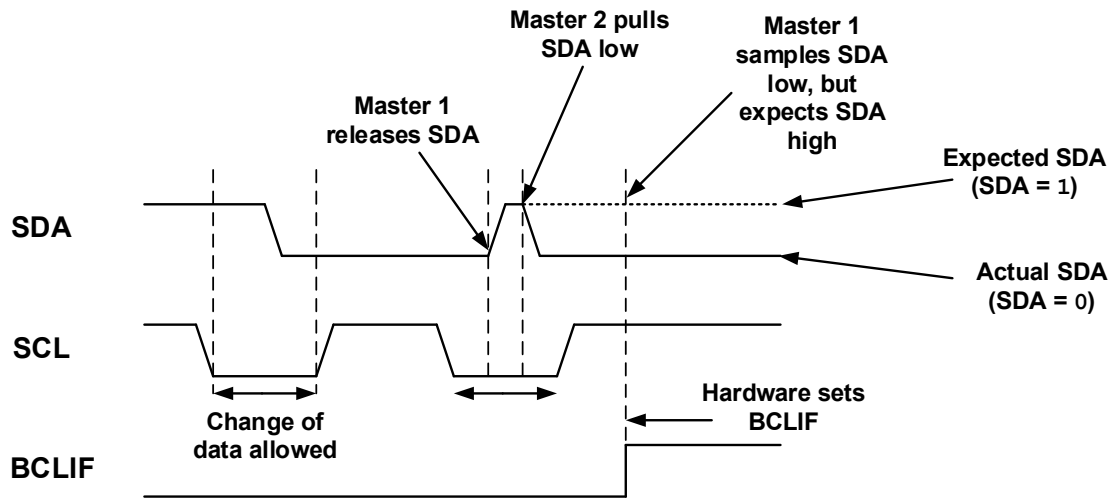 Master 2 pulls
SDA low
Master 1
samples SDA
low, but
expects SDA
high
Master 1
releases SDA
Expected SDA
(SDA = 1)
SDA
Actual SDA
(SDA = 0)
SCL
Change of
data allowed
Hardware sets
BCLIF
BCLIF